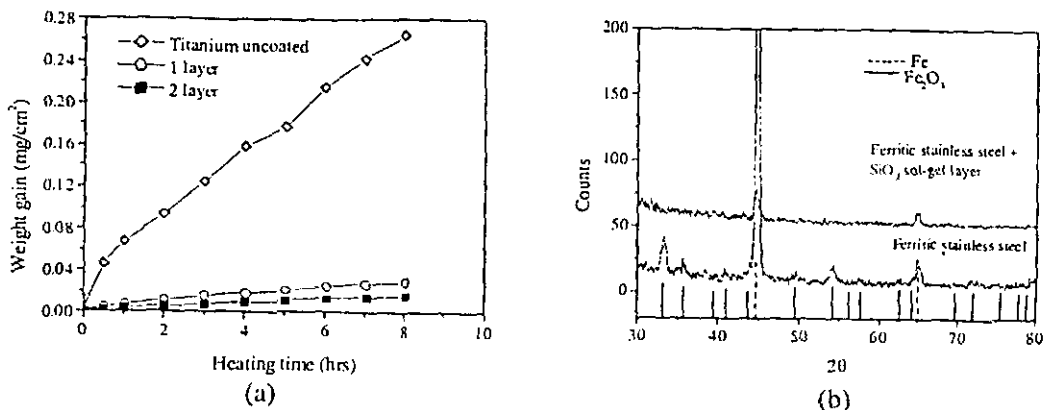 0.28
0.24
0.20
0.16
0.12
0.08
0.04
0.00
Weight gain (mg/cm²)
Titanium uncoated
1 layer
2 layer
0
2
4
6
8
10
Heating time (hrs)
(a)
200
150
100
50
0
Counts
Fe
Ferritic stainless steel +
sol-gel layer
Ferritic stainless steel
30
40
50
60
70
80
2θ
(b)